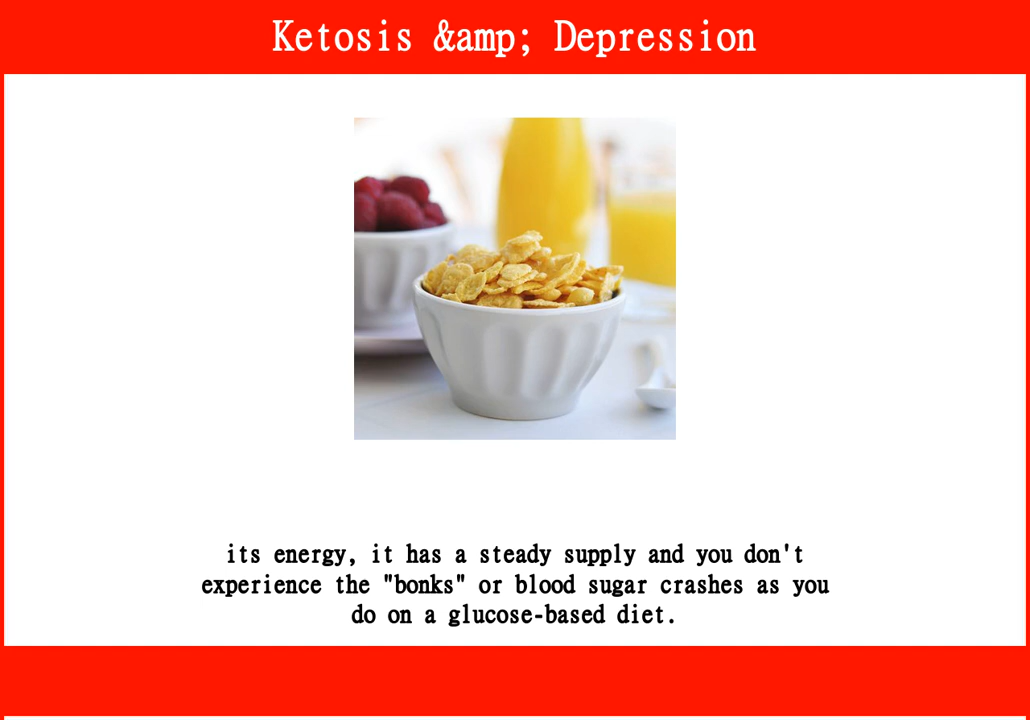 Ketosis &amp; Depression
its energy, it has a steady supply and you don't
experience the "bonks" or blood sugar crashes as you
do on a glucose-based diet.